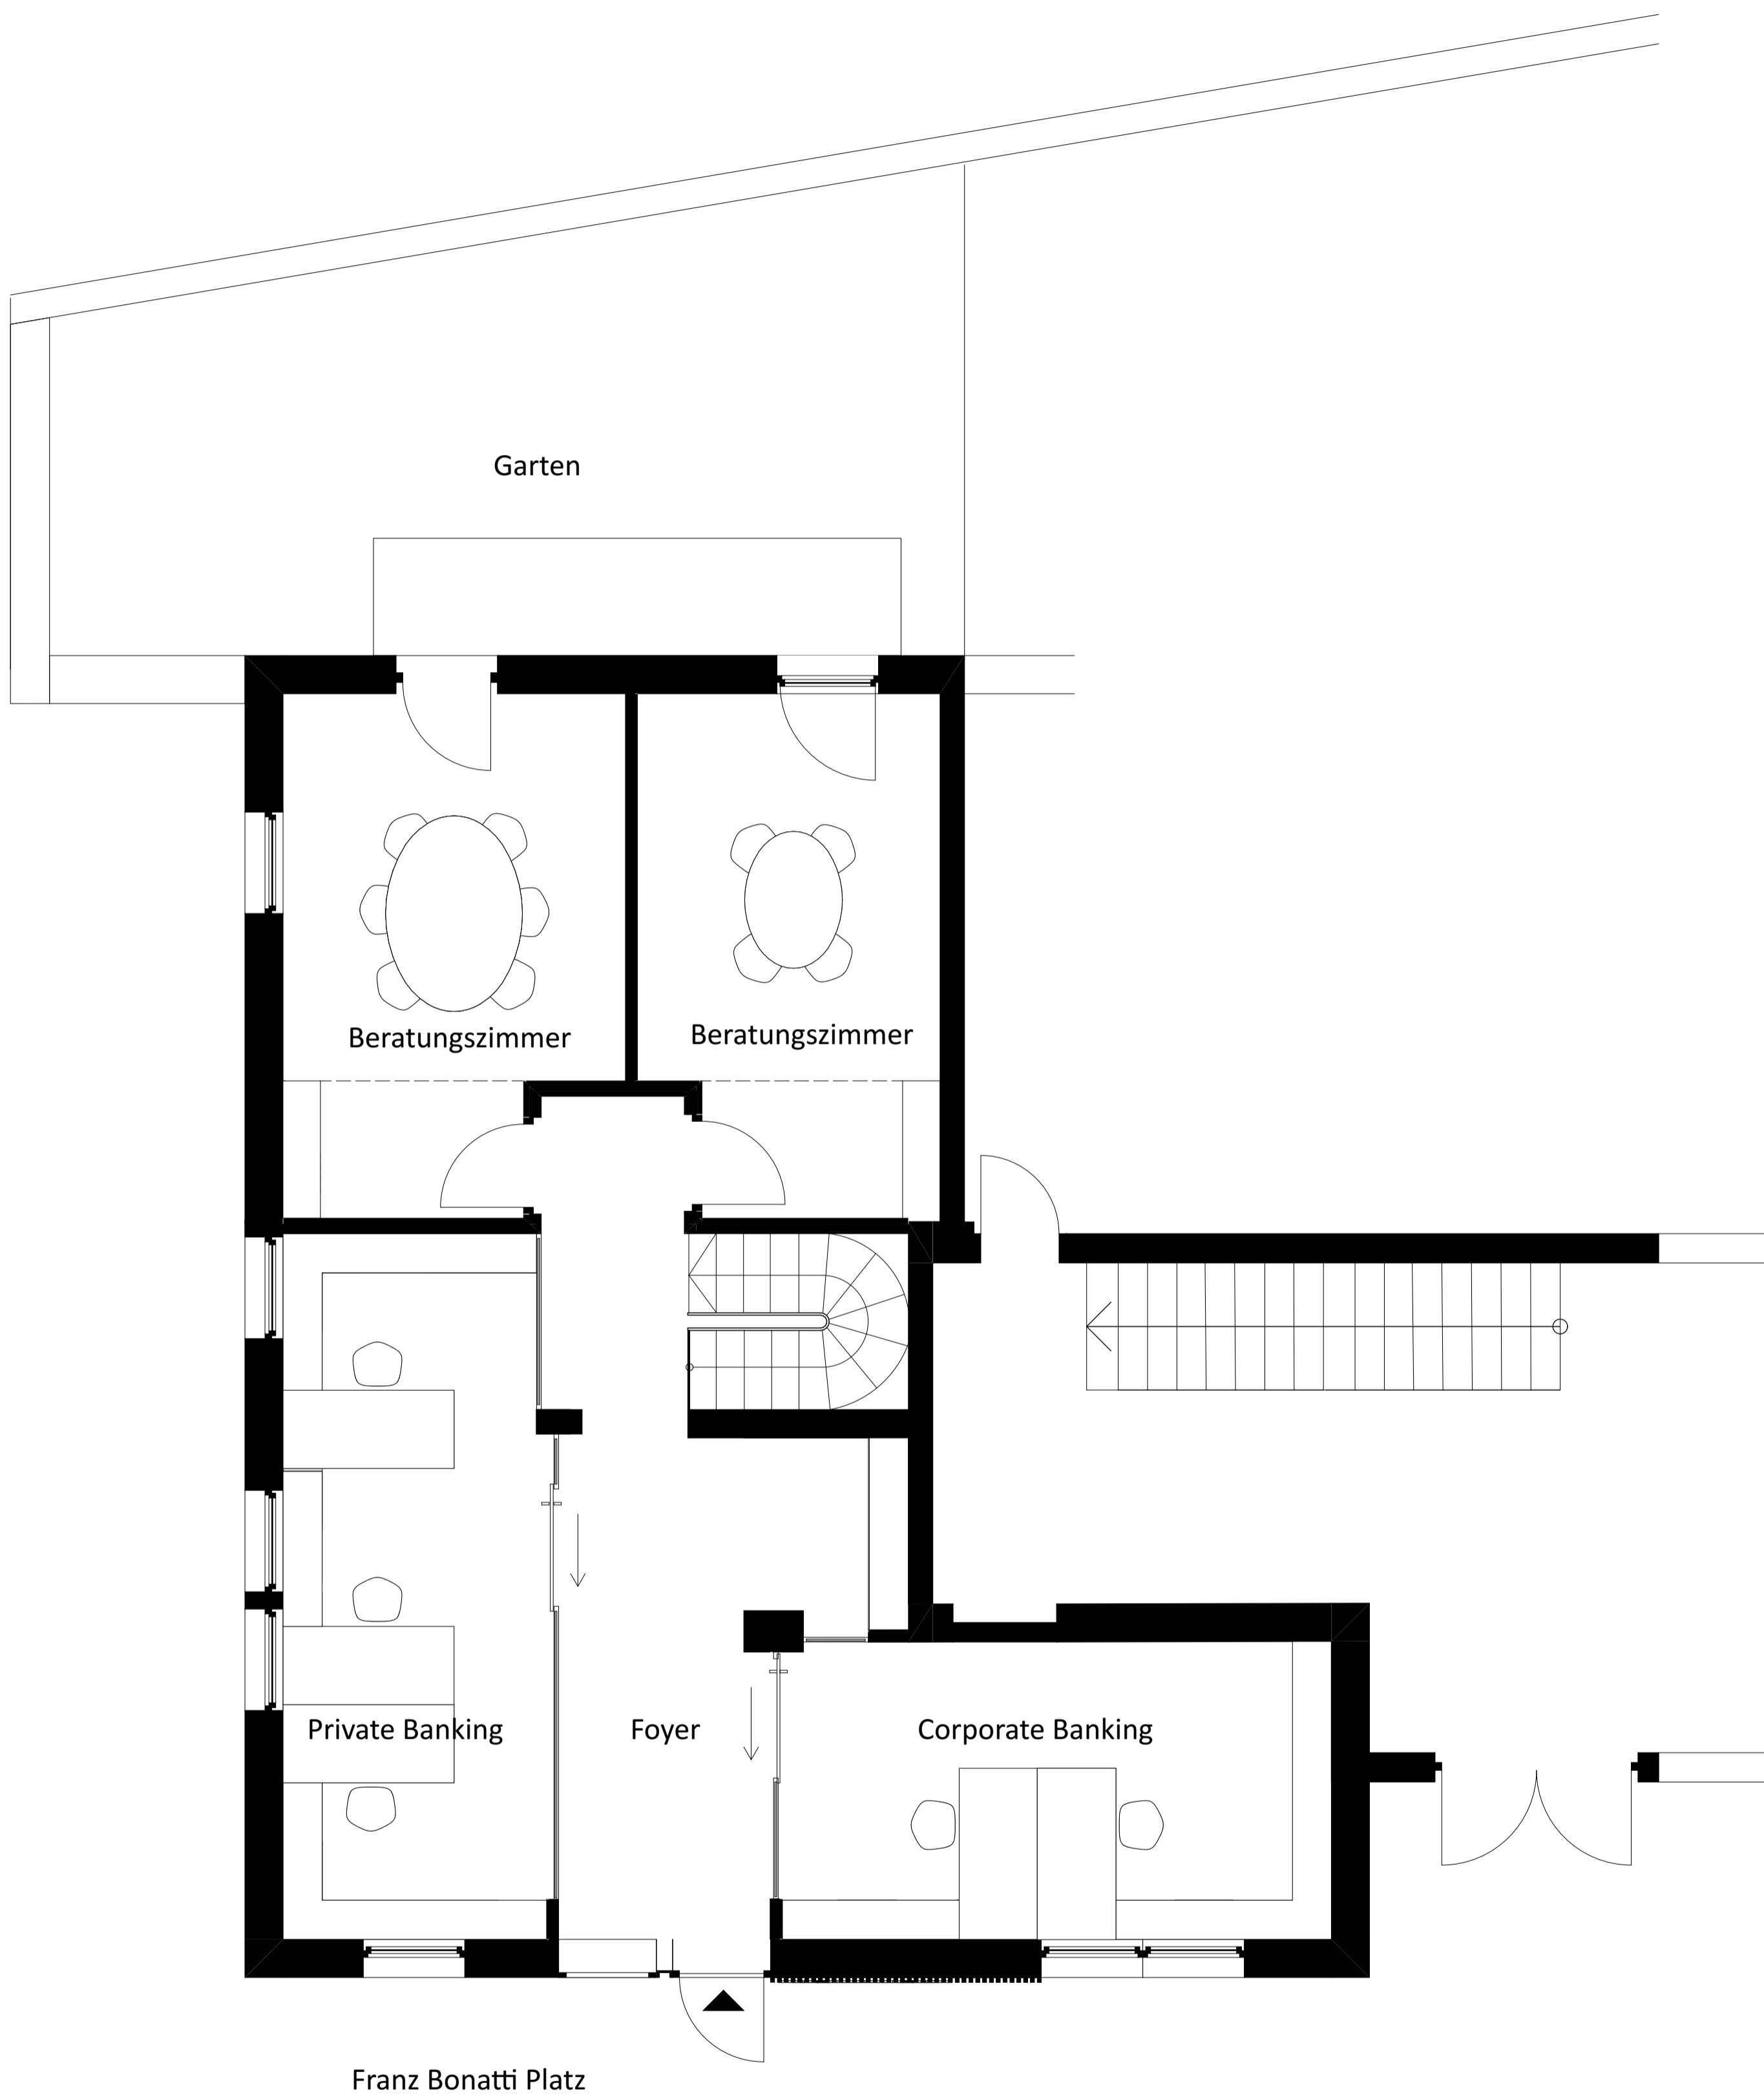 Garten
Beratungszimmer
Beratungszimmer
Private Banking
Foyer
Corporate Banking
Franz Bonatti Platz